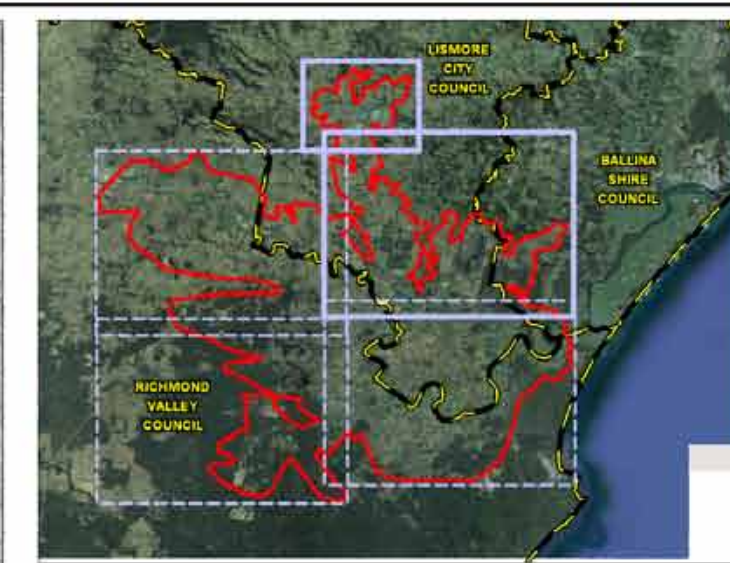 LISMORE
CITY
COUNCIL
BALLINA
SHIRE
COUNCIL
RICHMOND
VALLEY
COUNCIL